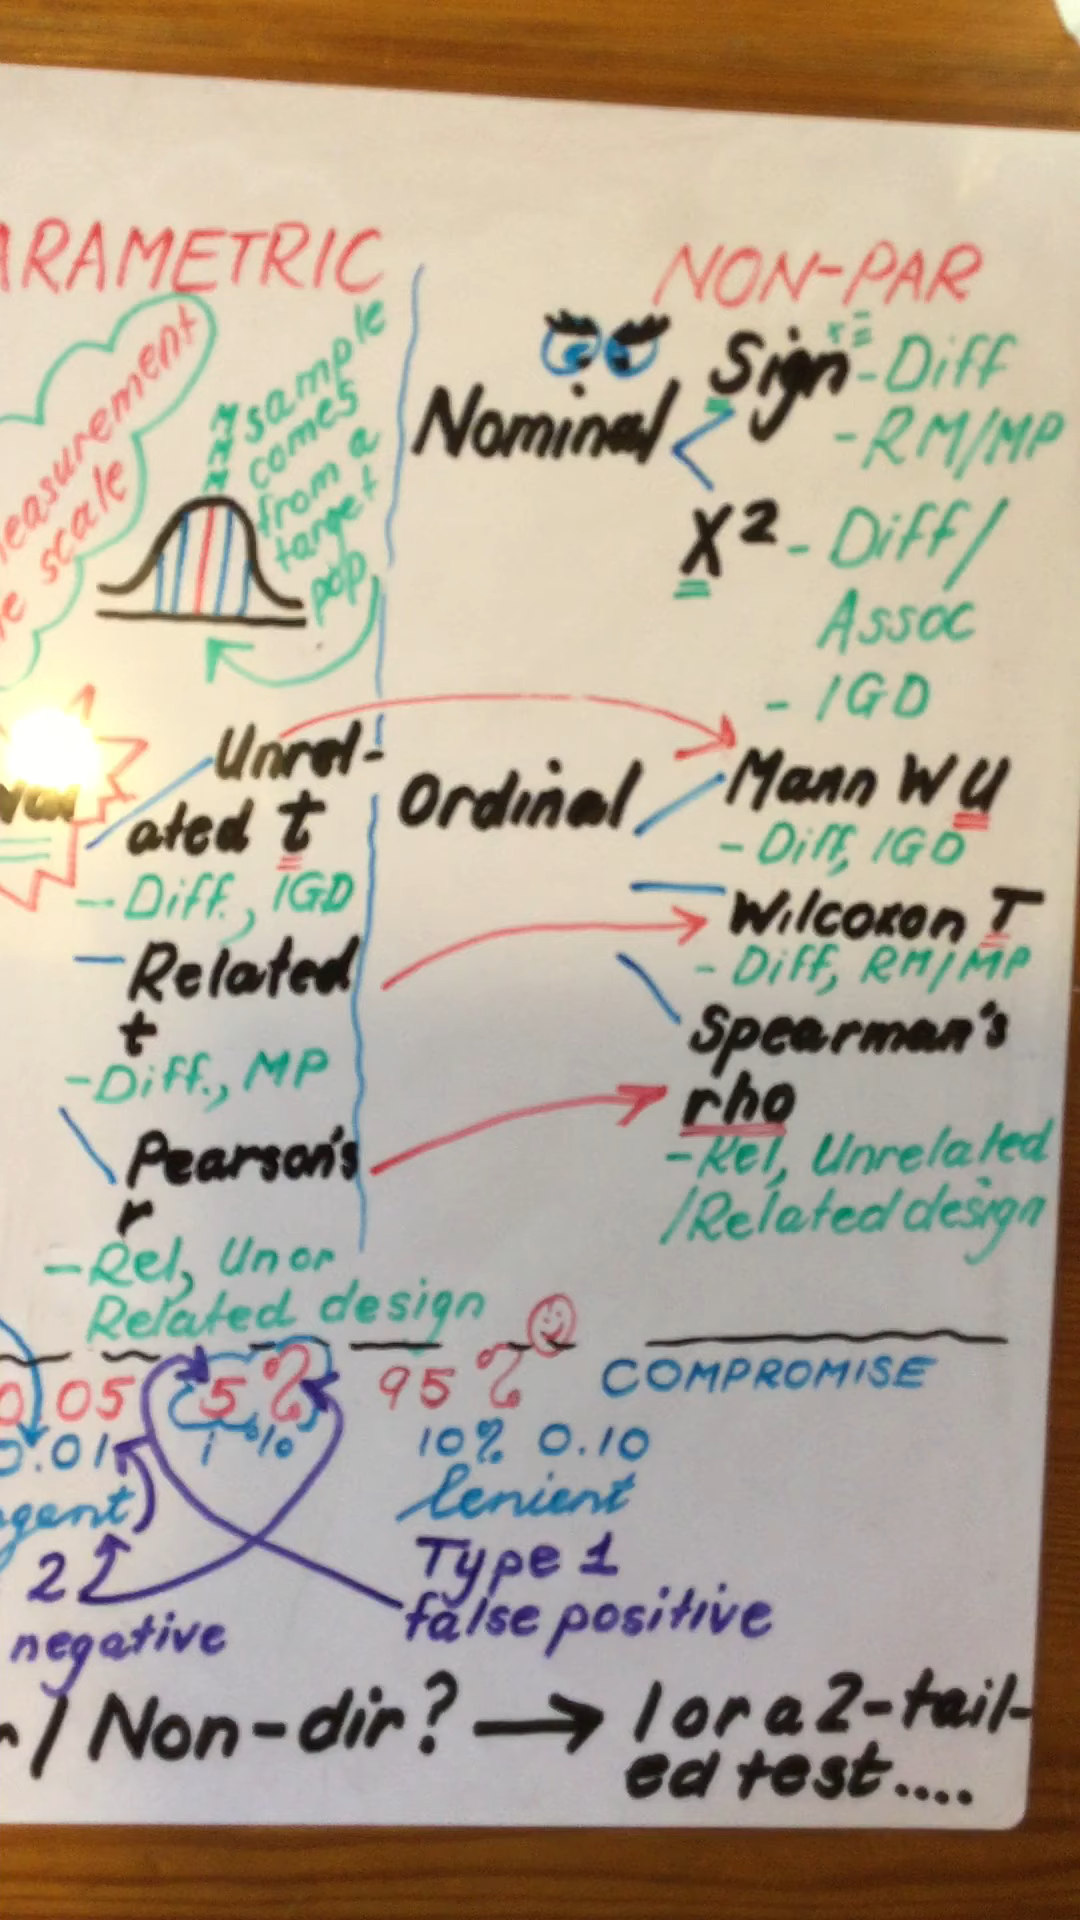 ARAMETRIC
NON-PAR
easurement
scale
sample
comes
from a
target
pop
Nominal
Sign
-Diff
-RM/MP
X²
- Diff/
Assoc
- IGD
Unrel-
ated t
- Diff., IGD
Related
t
-Diff., MP
Pearson's
r
-Rel, Un or
Related design
Ordinal
Mann W U
- Diff, IGD
Wilcoxon T
- Diff, RM/MP
Spearman's
rho
-Rel, Unrelated
/Related design
0 05 5% 95%
COMPROMISE
0.01 1% 10% 0.10
gent) lenient
2 Type 1
negative false positive
/ Non-dir? → 1 or a 2-tail-
ed test....